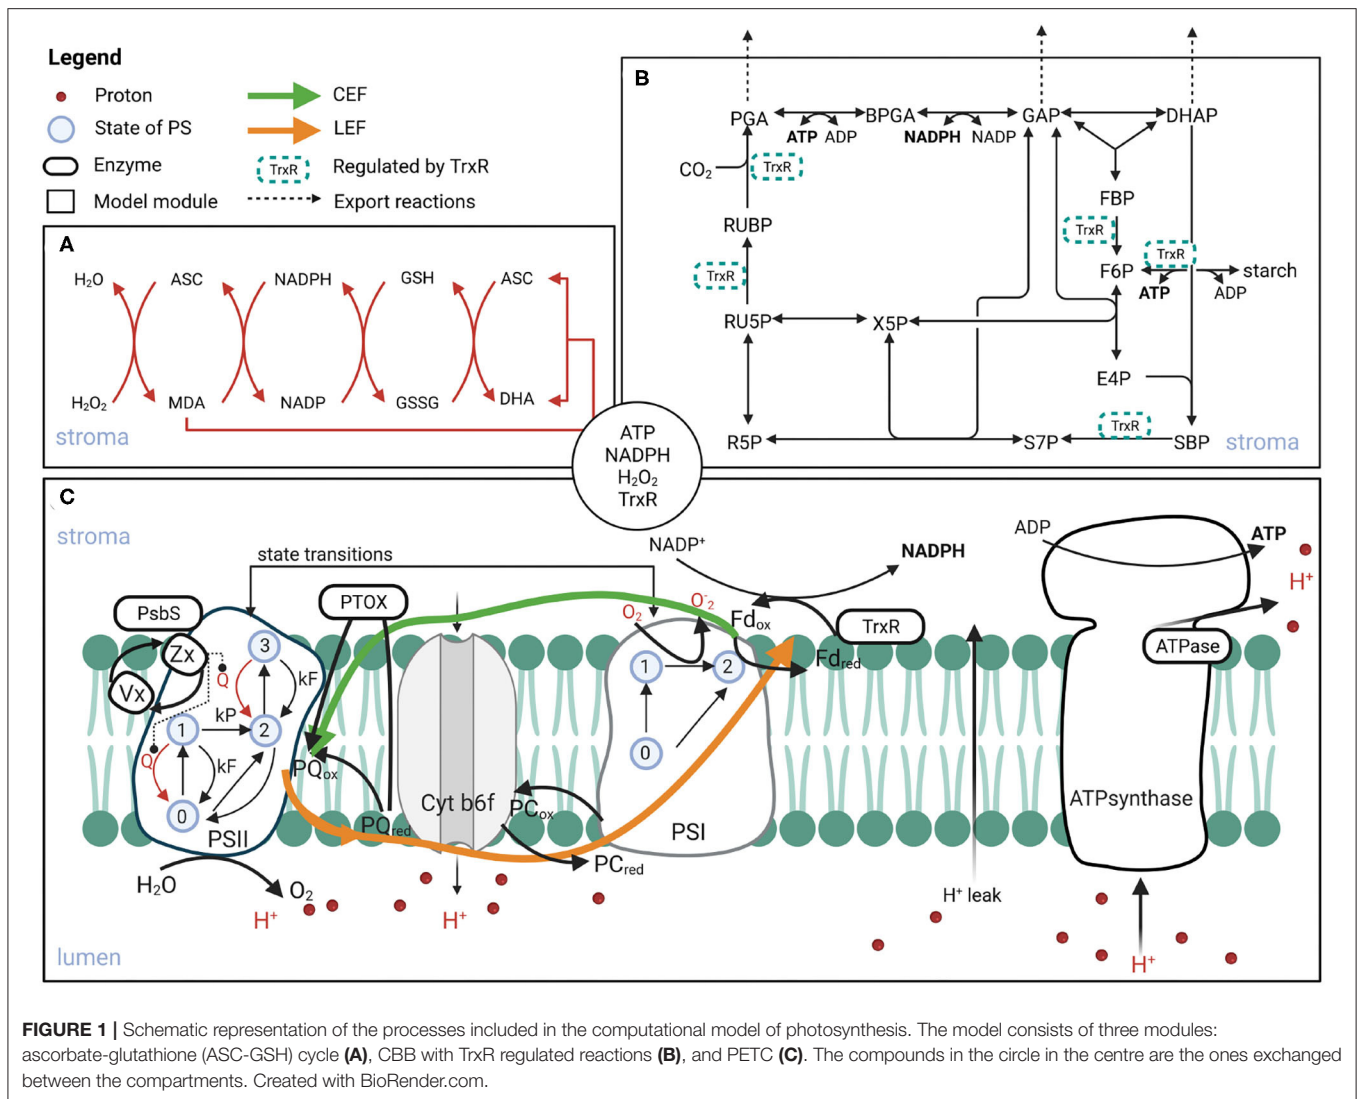 Legend
Proton
CEF
State of PS
LEF
Enzyme
TrxR
Regulated by TrxR
Model module
Export reactions
A
H₂O
ASC
NADPH
GSH
ASC
H₂O₂
MDA
NADP
GSSG
DHA
stroma
B
PGA
BPGA
GAP
DHAP
ATP
ADP
NADPH
NADP
CO₂
TrxR
FBP
RUBP
TrxR
TrxR
TrxR
F6P
starch
ATP
ADP
RU5P
X5P
E4P
TrxR
R5P
S7P
SBP
stroma
ATP
NADPH
H₂O₂
TrxR
C
stroma
state transitions
NADP⁺
NADPH
ADP
ATP
H⁺
PsbS
PTOX
O₂
O⁻₂
Fdox
TrxR
Zx
3
Q
kF
Vx
1
2
Fdred
ATPase
kP
1
2
Q
kF
0
PQox
0
Cyt b6f
PCox
ATPsynthase
0
PSII
PQred
PSI
H₂O
O₂
PCred
H⁺ leak
H⁺
H⁺
lumen
H⁺
FIGURE 1 | Schematic representation of the processes included in the computational model of photosynthesis. The model consists of three modules:
ascorbate-glutathione (ASC-GSH) cycle (A), CBB with TrxR regulated reactions (B), and PETC (C). The compounds in the circle in the centre are the ones exchanged
between the compartments. Created with BioRender.com.